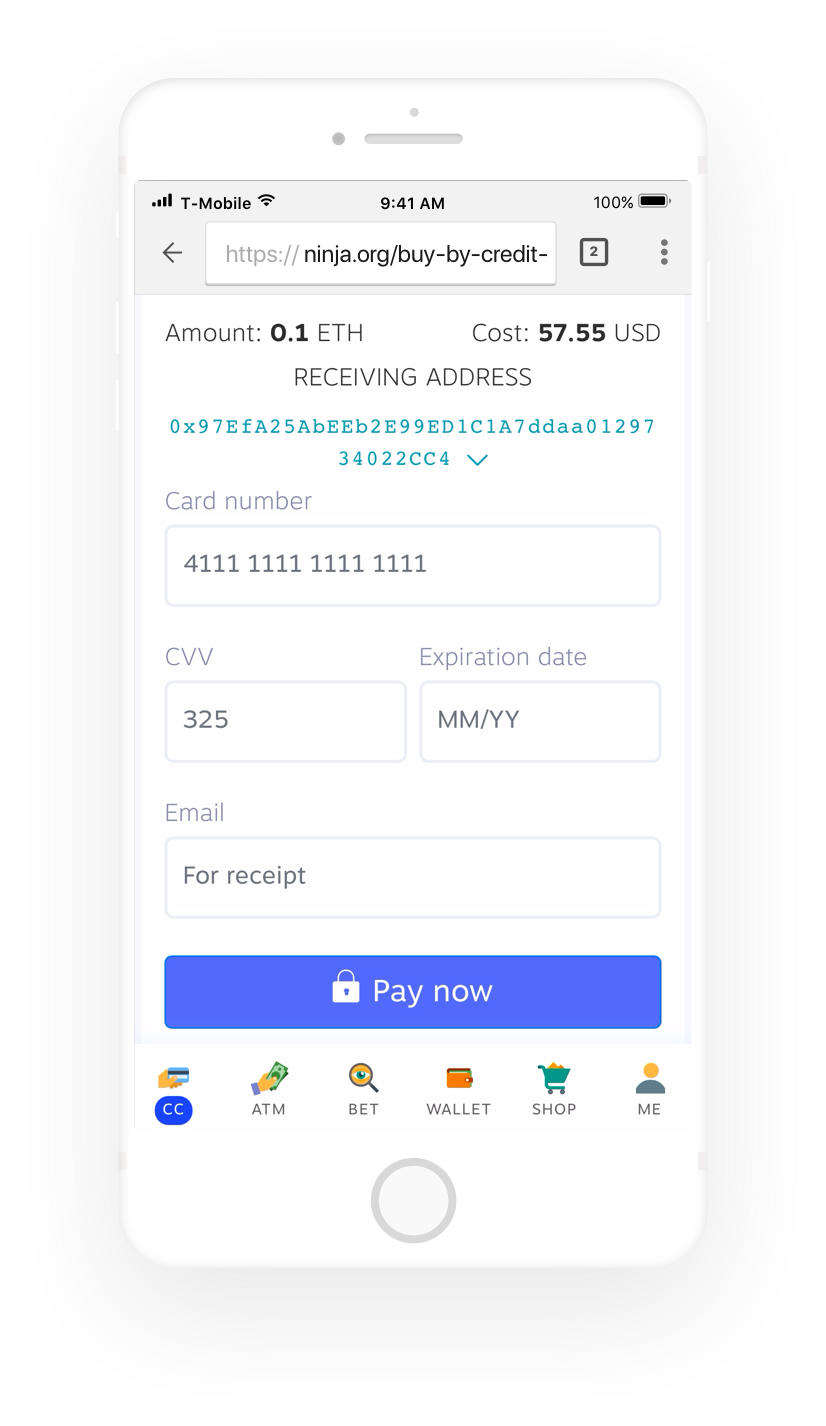 T-Mobile 9:41 AM 100%
https:// ninja.org/buy-by-credit- 2
Amount: 0.1 ETH Cost: 57.55 USD
RECEIVING ADDRESS
0x97EfA25AbEEb2E99ED1C1A7ddaa01297
34022CC4
Card number
4111 1111 1111 1111
CVV Expiration date
325 MM/YY
Email
For receipt
Pay now
CC ATM BET WALLET SHOP ME